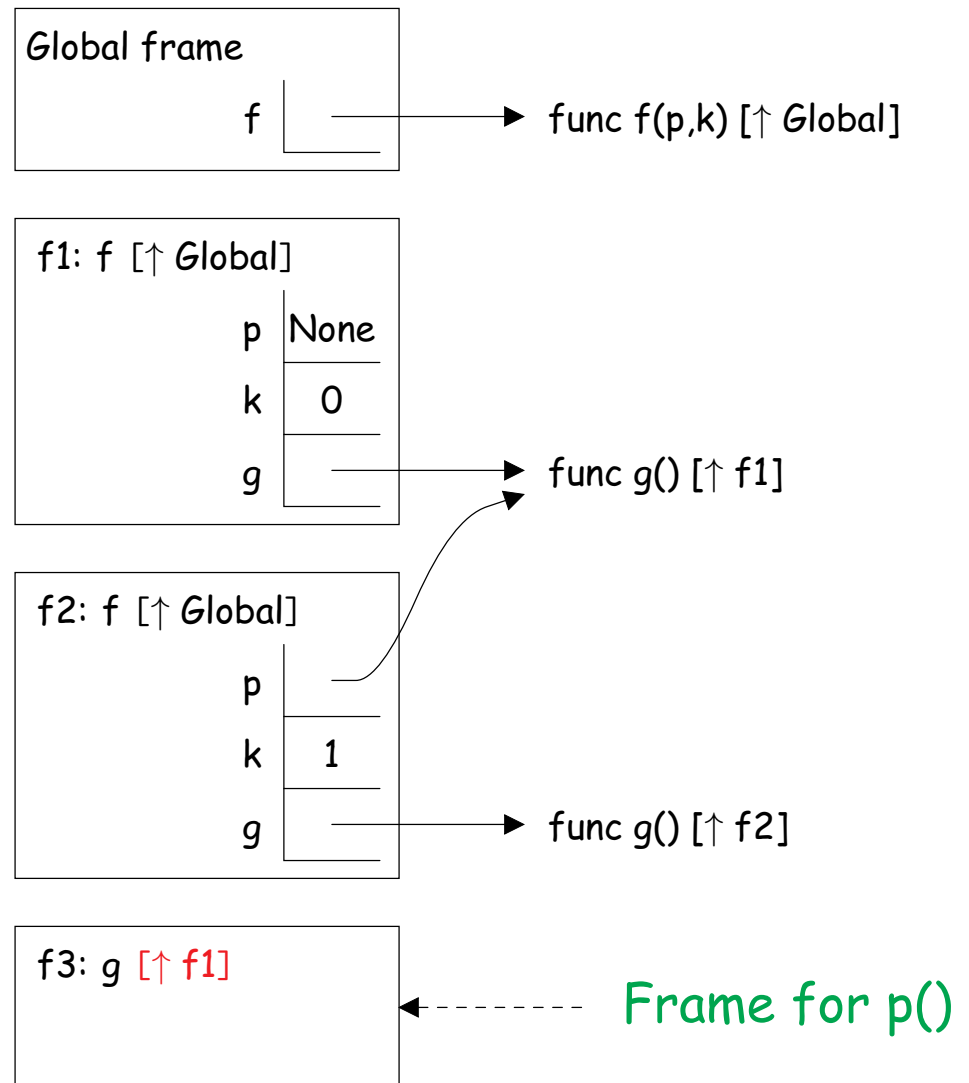 Global frame
f
func f(p,k) [↑ Global]
f1: f [↑ Global]
p None
k 0
g
func g() [↑ f1]
f2: f [↑ Global]
p
k 1
g
func g() [↑ f2]
f3: g [↑ f1]
Frame for p()